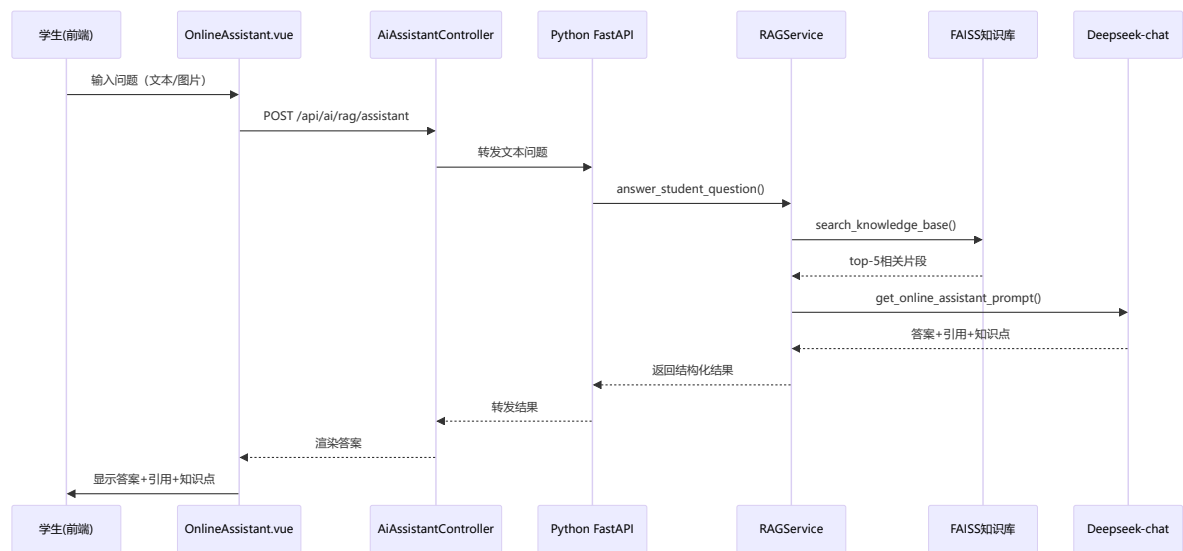 学生(前端)
OnlineAssistant.vue
AiAssistantController
Python FastAPI
RAGService
FAISS知识库
Deepseek-chat
输入问题（文本/图片）
POST /api/ai/rag/assistant
转发文本问题
answer_student_question()
search_knowledge_base()
top-5相关片段
get_online_assistant_prompt()
答案+引用+知识点
返回结构化结果
转发结果
渲染答案
显示答案+引用+知识点
学生(前端)
OnlineAssistant.vue
AiAssistantController
Python FastAPI
RAGService
FAISS知识库
Deepseek-chat